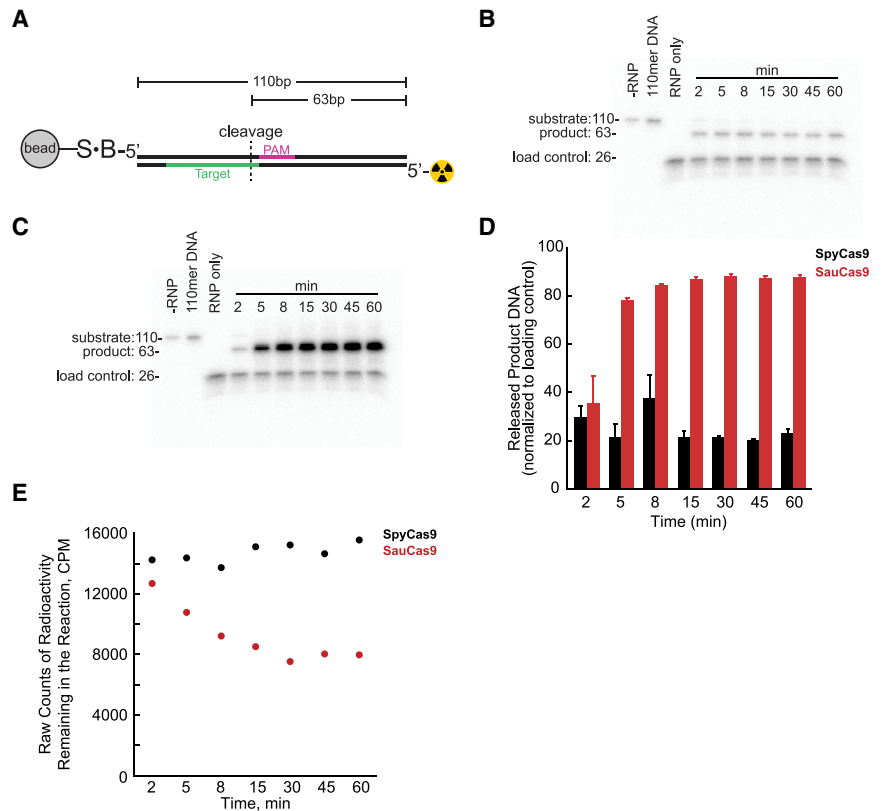 A
110bp
63bp
cleavage
bead
S•B-5'
PAM
Target
5'-
B
-RNP
110mer DNA
RNP only
min
2 5 8 15 30 45 60
substrate:110-
product: 63-
load control: 26-
C
-RNP
110mer DNA
RNP only
min
2 5 8 15 30 45 60
substrate:110-
product: 63-
load control: 26-
D
SpyCas9
SauCas9
Released Product DNA
(normalized to loading control)
100
80
60
40
20
0
2 5 8 15 30 45 60
Time (min)
E
SpyCas9
SauCas9
Raw Counts of Radioactivity
Remaining in the Reaction, CPM
16000
12000
8000
4000
0
2 5 8 15 30 45 60
Time, min